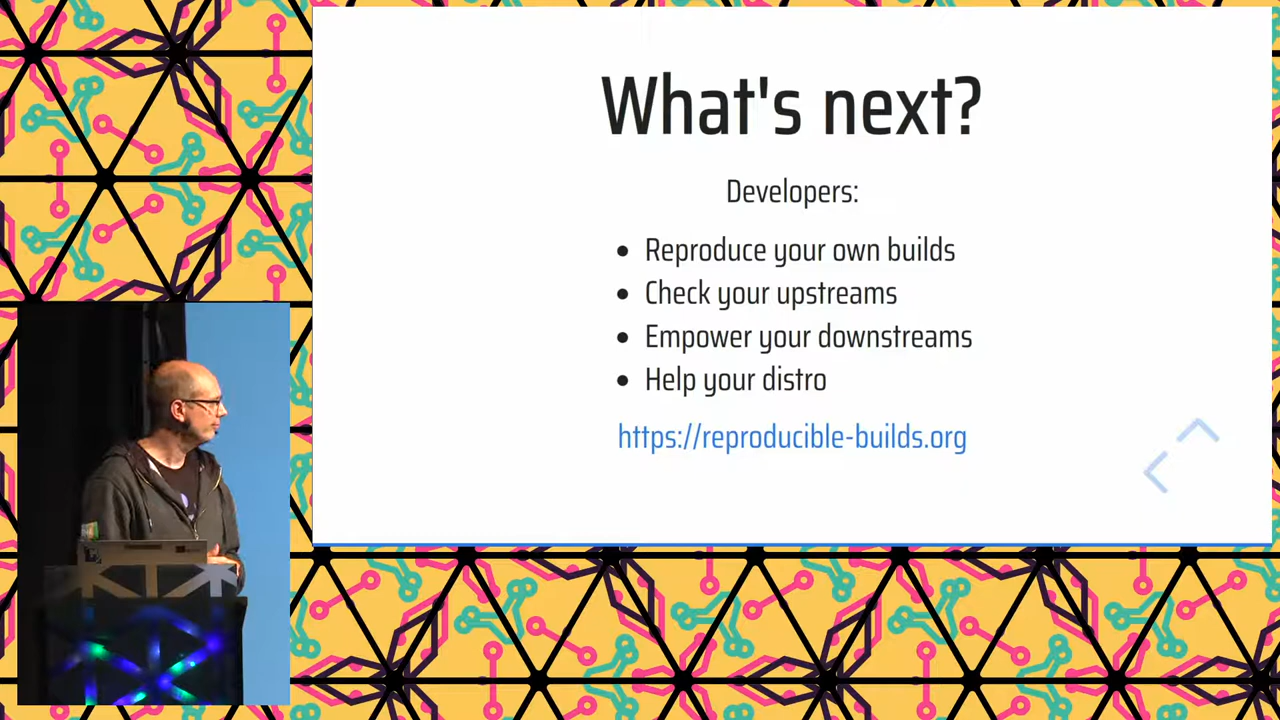 What's next?
Developers:
Reproduce your own builds
Check your upstreams
Empower your downstreams
Help your distro
https://reproducible-builds.org